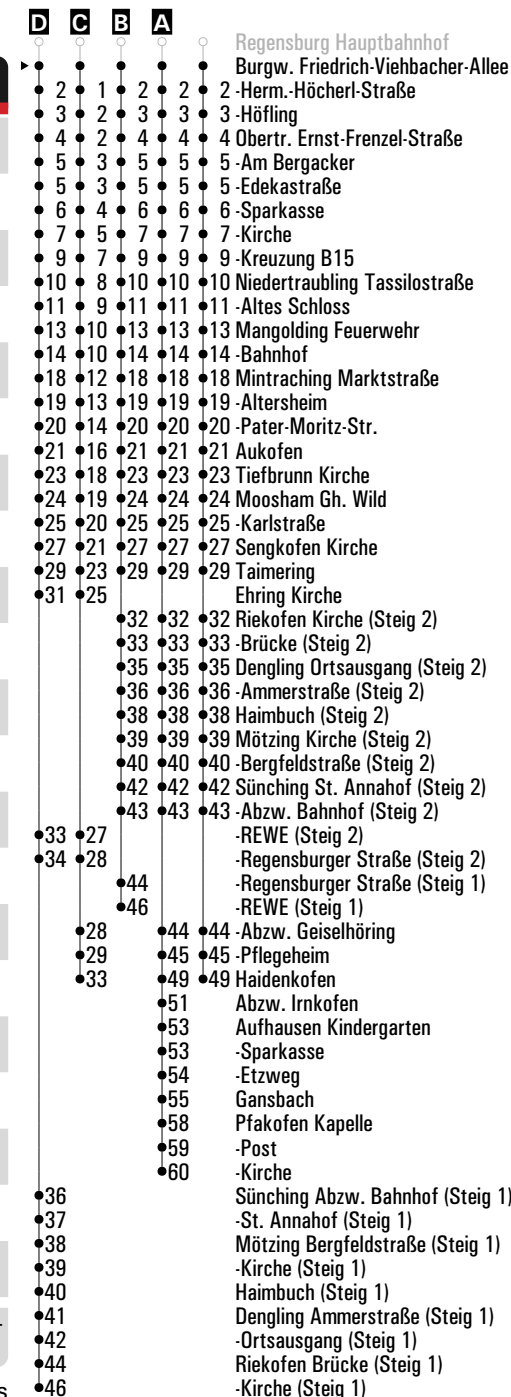 D C B A
Regensburg Hauptbahnhof
Burgw. Friedrich-Viehbacher-Allee
2 1 2 2 2 -Herm.-Höcherl-Straße
3 2 3 3 3 -Höfling
4 2 4 4 4 Obertr. Ernst-Frenzel-Straße
5 3 5 5 5 -Am Bergacker
5 3 5 5 5 -Edekastraße
6 4 6 6 6 -Sparkasse
7 5 7 7 7 -Kirche
9 7 9 9 9 -Kreuzung B15
10 8 10 10 10 Niedertraubling Tassilostraße
11 9 11 11 11 -Altes Schloss
13 10 13 13 13 Mangolding Feuerwehr
14 10 14 14 14 -Bahnhof
18 12 18 18 18 Mintraching Marktstraße
19 13 19 19 19 -Altersheim
20 14 20 20 20 -Pater-Moritz-Str.
21 16 21 21 21 Aukofen
23 18 23 23 23 Tiefbrunn Kirche
24 19 24 24 24 Moosham Gh. Wild
25 20 25 25 25 -Karlstraße
27 21 27 27 27 Sengkofen Kirche
29 23 29 29 29 Taimering
31 25 Ehring Kirche
32 32 32 Riekofen Kirche (Steig 2)
33 33 33 -Brücke (Steig 2)
35 35 35 Dengling Ortsausgang (Steig 2)
36 36 36 -Ammerstraße (Steig 2)
38 38 38 Haimbuch (Steig 2)
39 39 39 Mötzing Kirche (Steig 2)
40 40 40 -Bergfeldstraße (Steig 2)
42 42 42 Sünching St. Annahof (Steig 2)
43 43 43 -Abzw. Bahnhof (Steig 2)
33 27 -REWE (Steig 2)
34 28 -Regensburger Straße (Steig 2)
44 -Regensburger Straße (Steig 1)
46 -REWE (Steig 1)
28 44 44 -Abzw. Geiselhöring
29 45 45 -Pflegeheim
33 49 49 Haidenkofen
51 Abzw. Irnkofen
53 Aufhausen Kindergarten
53 -Sparkasse
54 -Etzweg
55 Gansbach
58 Pfakofen Kapelle
59 -Post
60 -Kirche
36 Sünching Abzw. Bahnhof (Steig 1)
37 -St. Annahof (Steig 1)
38 Mötzing Bergfeldstraße (Steig 1)
39 -Kirche (Steig 1)
40 Haimbuch (Steig 1)
41 Dengling Ammerstraße (Steig 1)
42 -Ortsausgang (Steig 1)
44 Riekofen Brücke (Steig 1)
46 -Kirche (Steig 1)